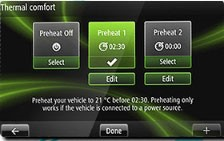 Thermal comfort
Preheat Off
Preheat 1
Preheat 2
02:30
00:00
Select
Select
Edit
Edit
Preheat your vehicle to 21 °C before 02:30. Preheating only
works if the vehicle is connected to a power source.
Done
+